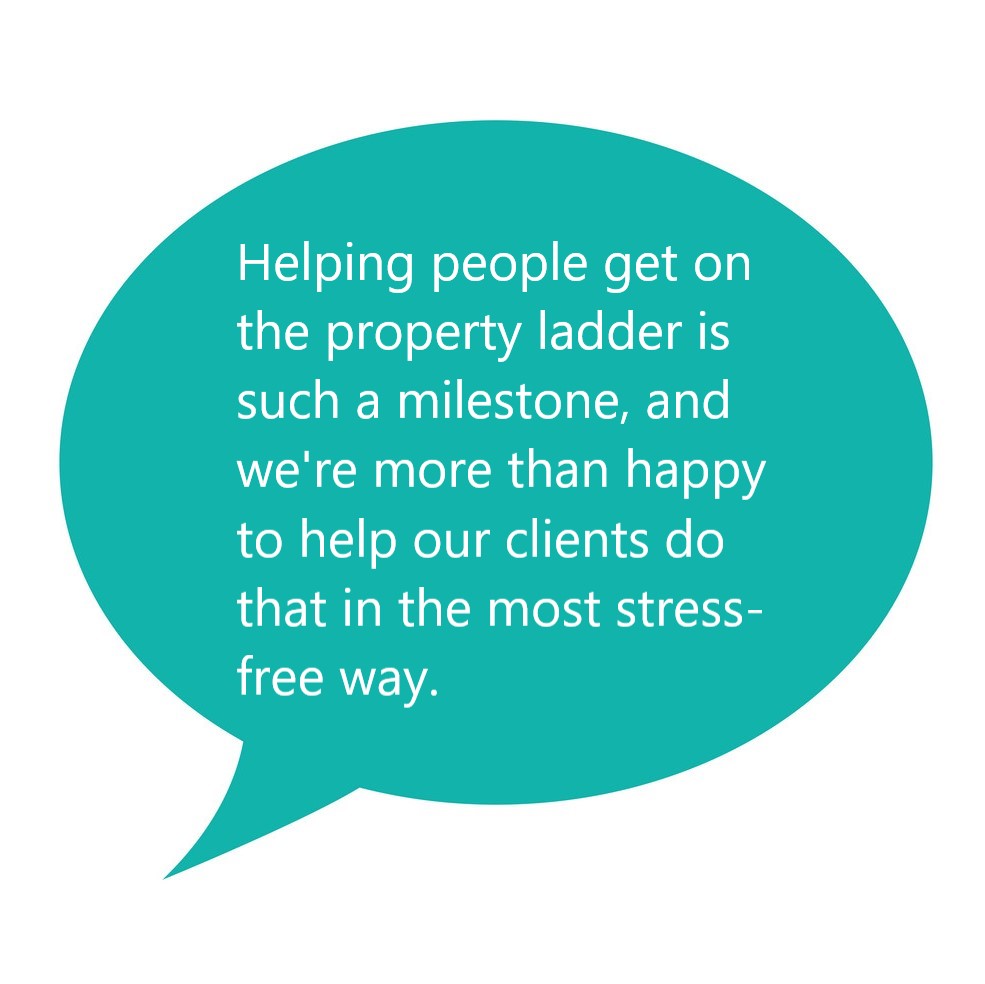 Helping people get on
the property ladder is
such a milestone, and
we're more than happy
to help our clients do
that in the most stress-
free way.